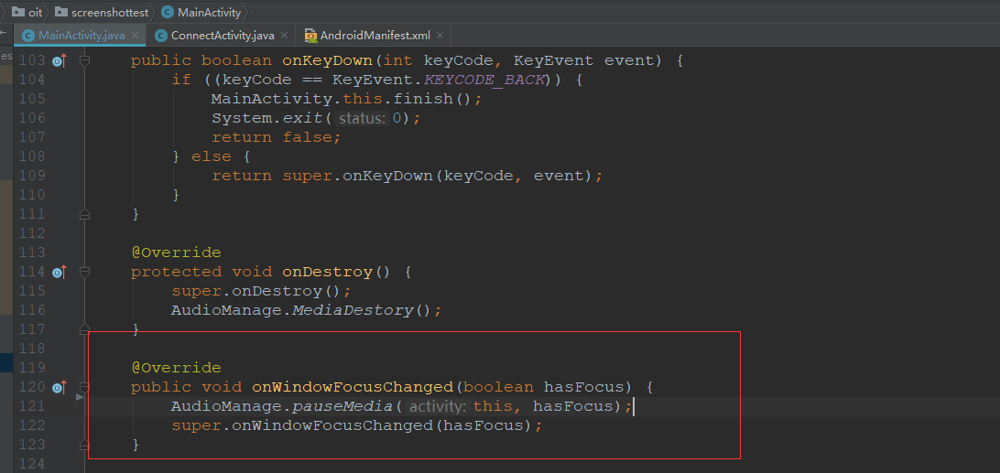 oit screenshottest MainActivity
MainActivity.java × ConnectActivity.java × AndroidManifest.xml ×
103 public boolean onKeyDown(int keyCode, KeyEvent event) {
104 if ((keyCode == KeyEvent.KEYCODE_BACK)) {
105 MainActivity.this.finish();
106 System.exit( status: 0);
107 return false;
108 } else {
109 return super.onKeyDown(keyCode, event);
110 }
111 }
112
113 @Override
114 protected void onDestroy() {
115 super.onDestroy();
116 AudioManage.MediaDestory();
117 }
118
119 @Override
120 public void onWindowFocusChanged(boolean hasFocus) {
121 AudioManage.pauseMedia( activity: this, hasFocus);
122 super.onWindowFocusChanged(hasFocus);
123 }
124